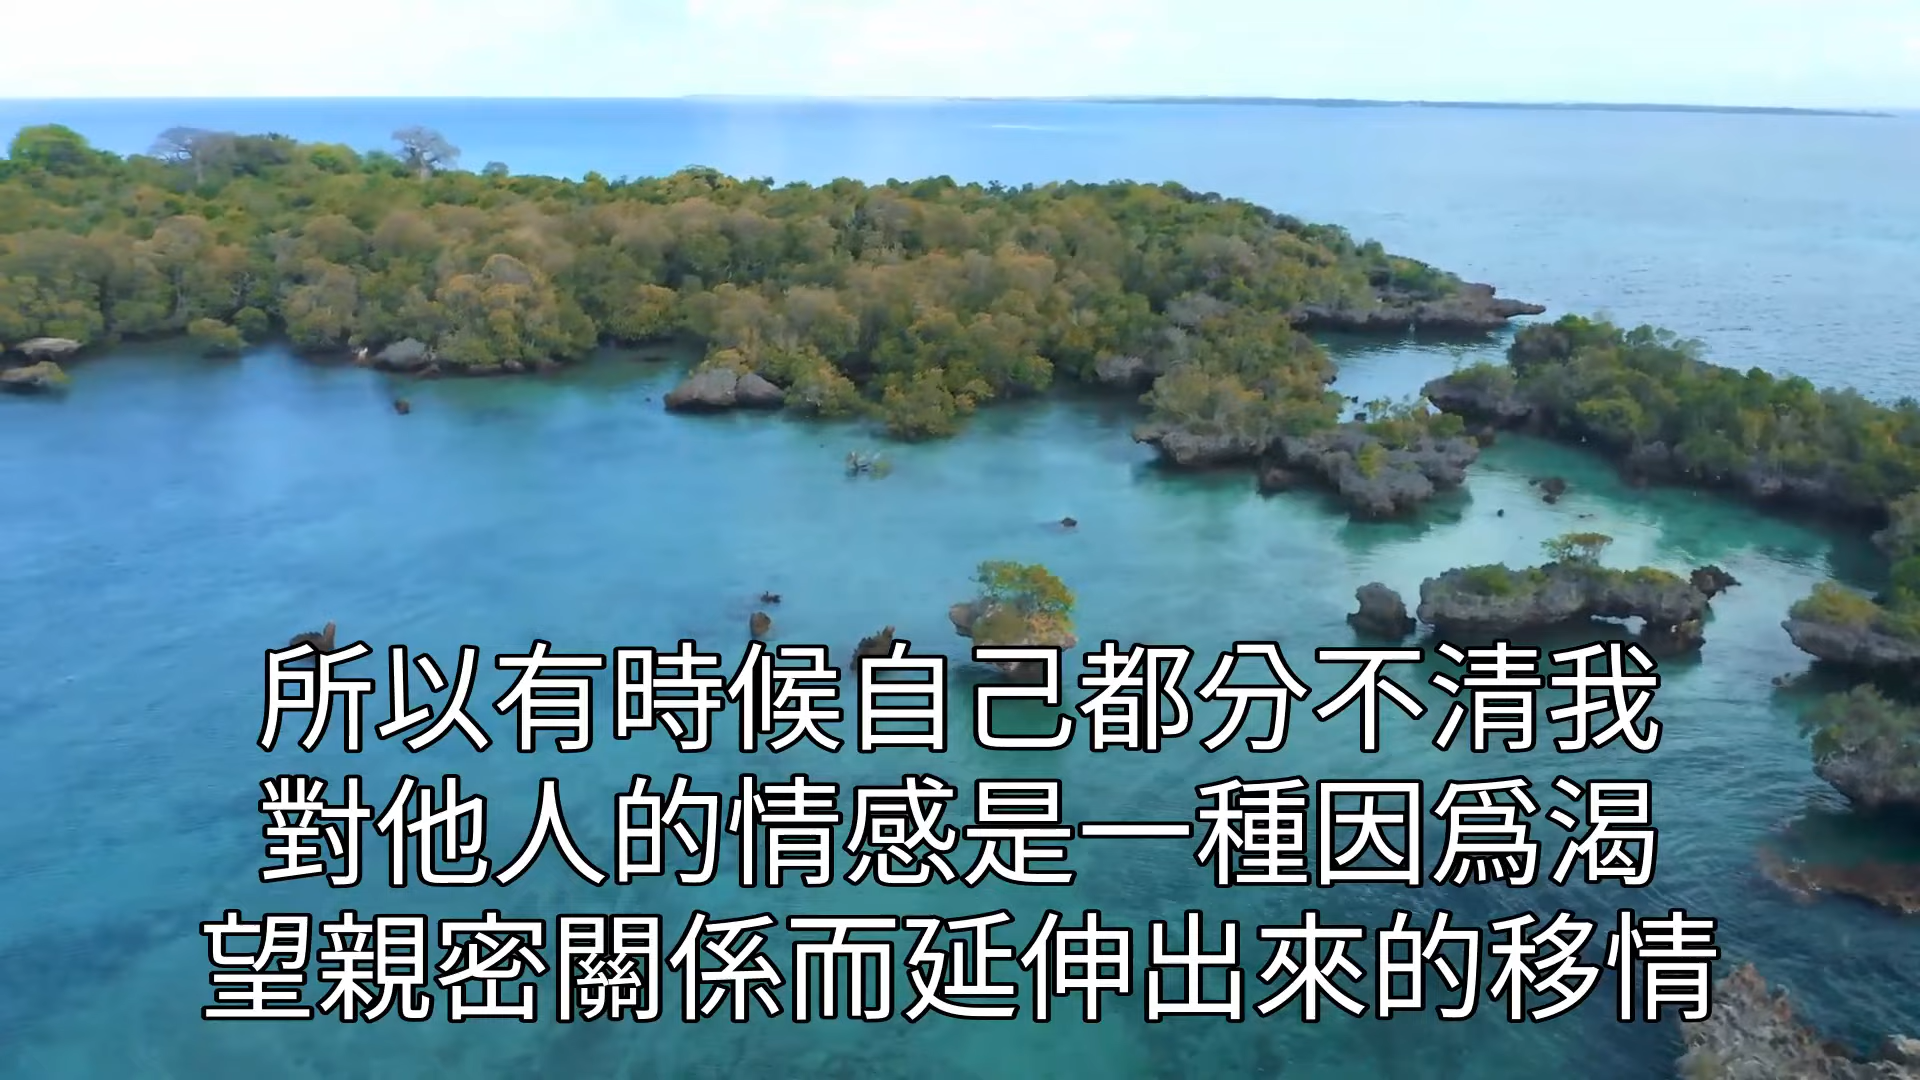 所以有時候自己都分不清我
對他人的情感是一種因爲渴
望親密關係而延伸出來的移情